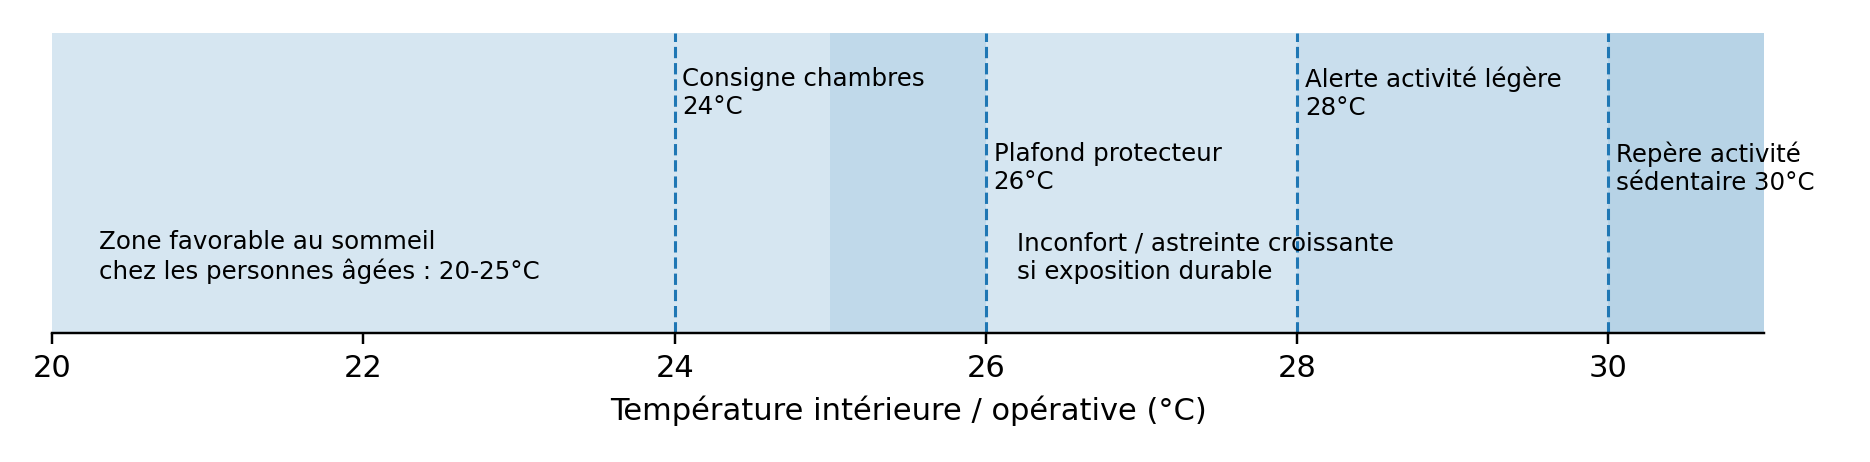 Consigne chambres
24°C
Alerte activité légère
28°C
Plafond protecteur
26°C
Repère activité
sédentaire 30°C
Zone favorable au sommeil
chez les personnes âgées : 20-25°C
Inconfort / astreinte croissante
si exposition durable
20 22 24 26 28 30
Température intérieure / opérative (°C)